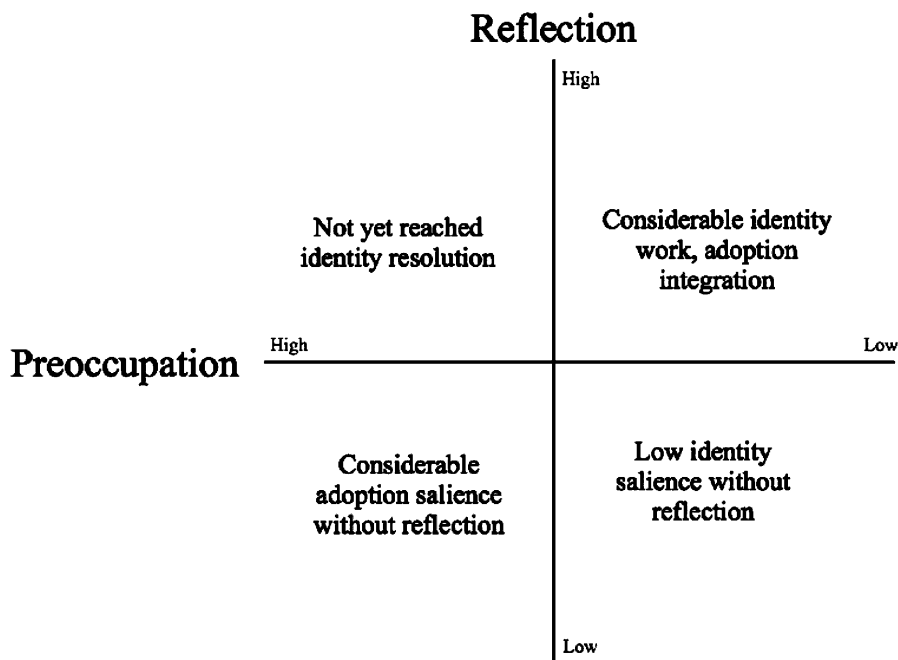 Reflection
High
Not yet reached
identity resolution
Considerable identity
work, adoption
integration
Preoccupation
High
Low
Considerable
adoption salience
without reflection
Low identity
salience without
reflection
Low